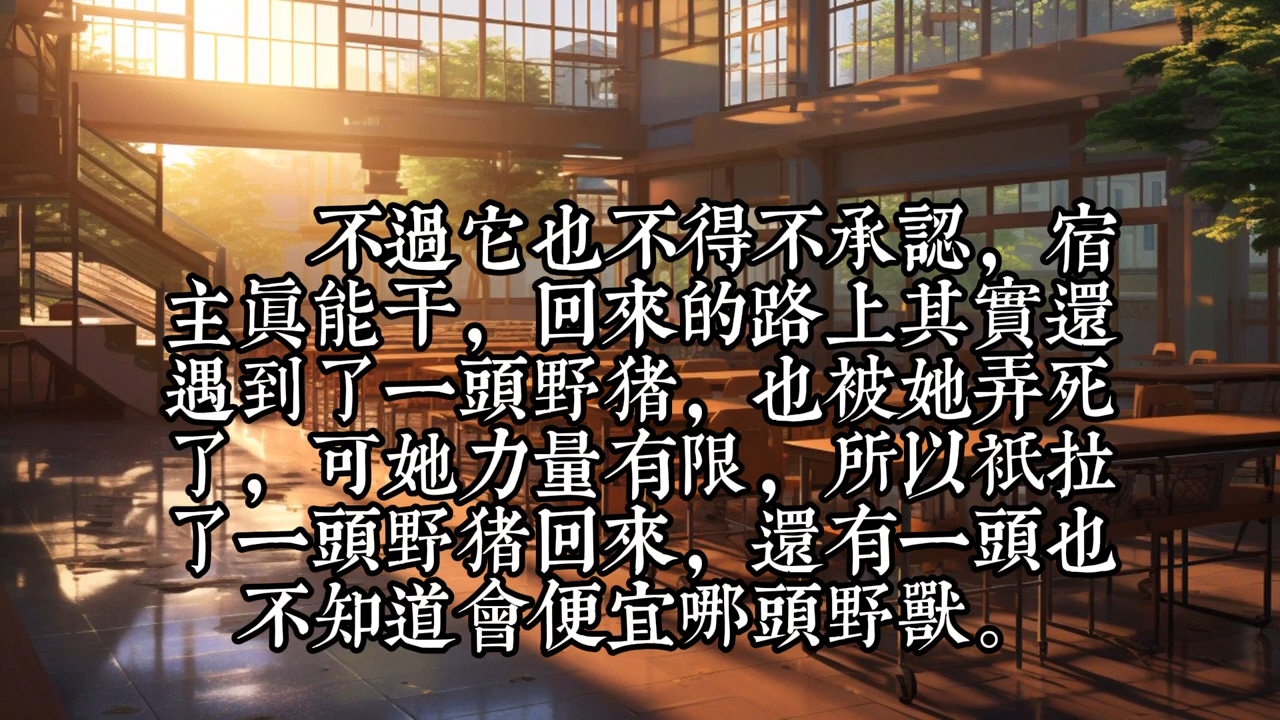 不過它也不得不承認，宿
主眞能干，回來的路上其實還
遇到了一頭野猪，也被她弄死
了，可她力量有限，所以衹拉
了一頭野猪回來，還有一頭也
不知道會便宜哪頭野獸。